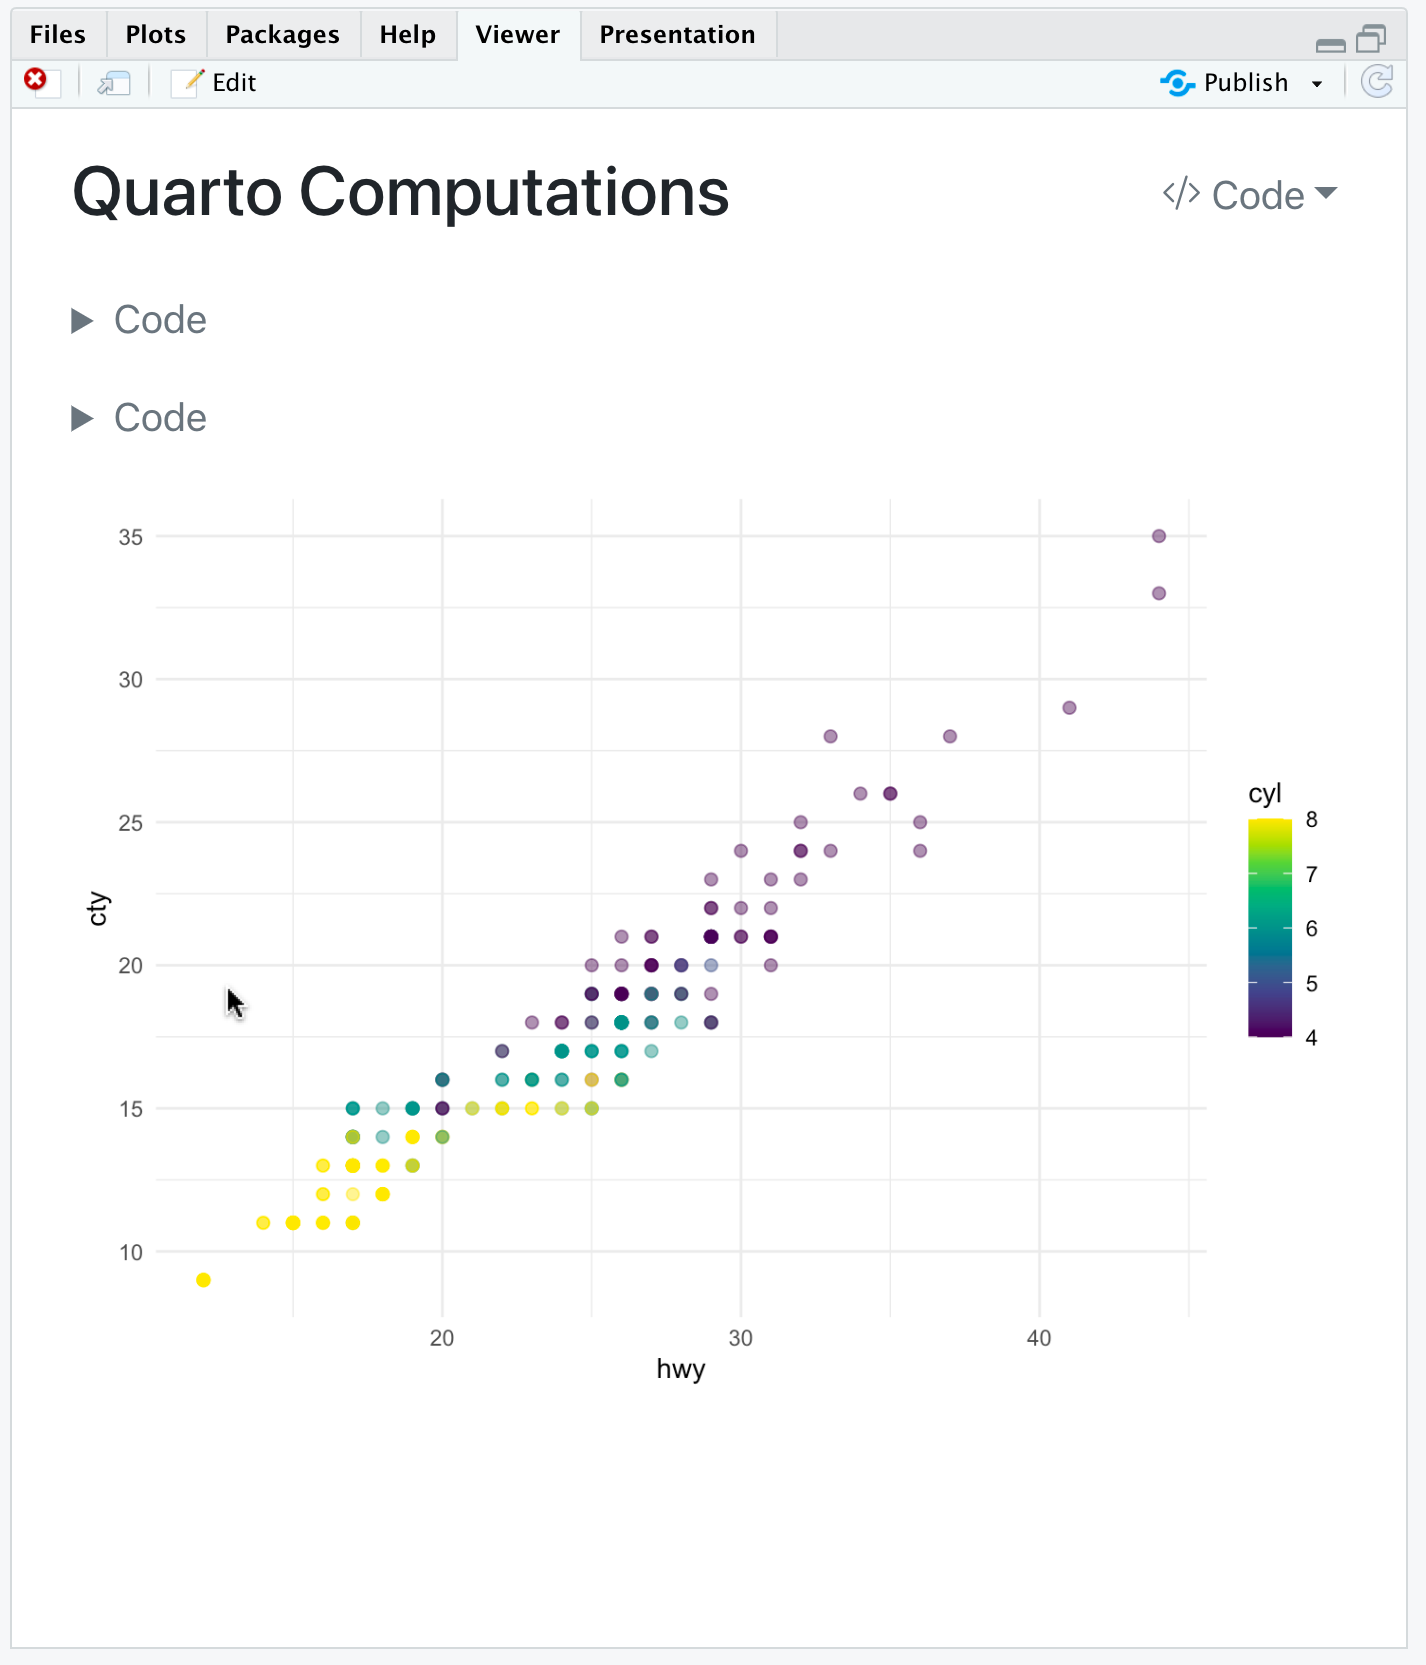 Files Plots Packages Help Viewer Presentation
Edit Publish
Quarto Computations
</> Code
Code
Code
35
30
25
20
15
10
cty
20 30 40
hwy
cyl
8
7
6
5
4